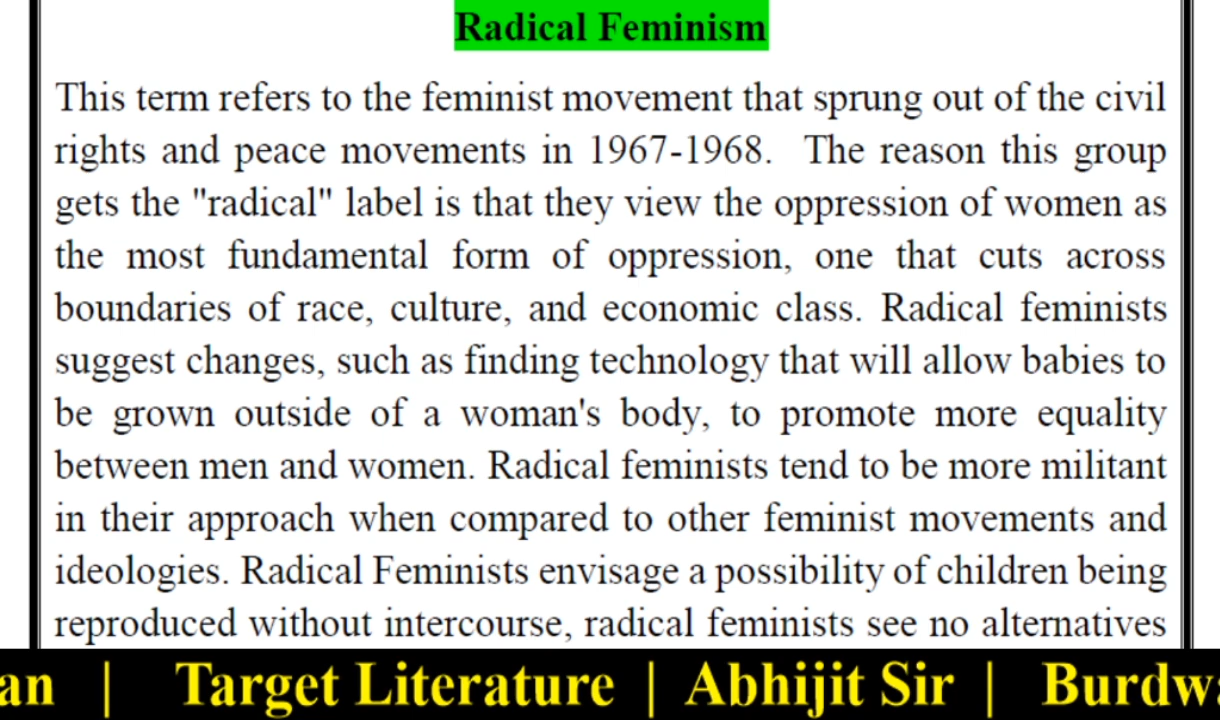 Radical Feminism
This term refers to the feminist movement that sprung out of the civil
rights and peace movements in 1967-1968. The reason this group
gets the "radical" label is that they view the oppression of women as
the most fundamental form of oppression, one that cuts across
boundaries of race, culture, and economic class. Radical feminists
suggest changes, such as finding technology that will allow babies to
be grown outside of a woman's body, to promote more equality
between men and women. Radical feminists tend to be more militant
in their approach when compared to other feminist movements and
ideologies. Radical Feminists envisage a possibility of children being
reproduced without intercourse, radical feminists see no alternatives
an | Target Literature | Abhijit Sir | Burdw